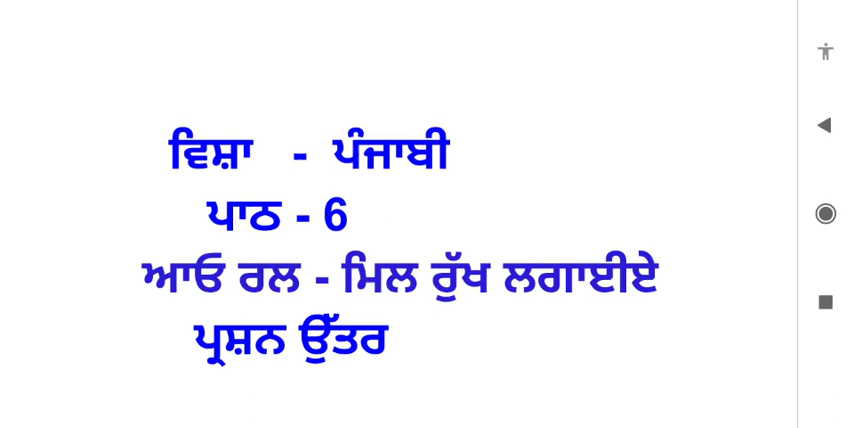 ਵਿਸ਼ਾ - ਪੰਜਾਬੀ
ਪਾਠ - 6
ਆਓ ਰਲ - ਮਿਲ ਰੁੱਖ ਲਗਾਈਏ
ਪ੍ਰਸ਼ਨ ਉੱਤਰ